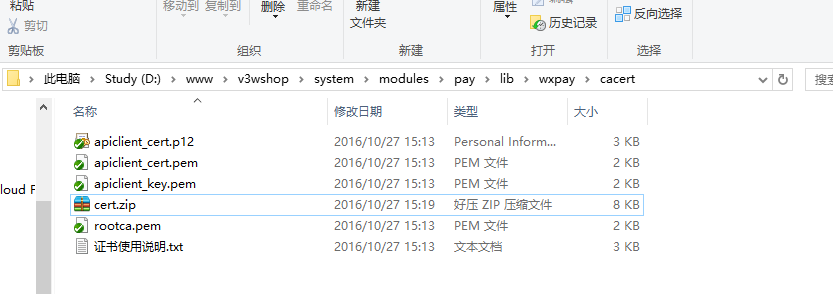 粘贴
剪切
剪贴板
移动到 复制到 删除 重命名
组织
新建
文件夹
新建
属性
历史记录
打开
反向选择
选择
此电脑 Study (D:) www v3wshop system modules pay lib wxpay cacert
搜索
名称 修改日期 类型 大小
apiclient_cert.p12 2016/10/27 15:13 Personal Inform... 3 KB
apiclient_cert.pem 2016/10/27 15:13 PEM 文件 2 KB
apiclient_key.pem 2016/10/27 15:13 PEM 文件 2 KB
cert.zip 2016/10/27 15:19 好压 ZIP 压缩文件 8 KB
rootca.pem 2016/10/27 15:13 PEM 文件 2 KB
证书使用说明.txt 2016/10/27 15:13 文本文档 3 KB
loud F